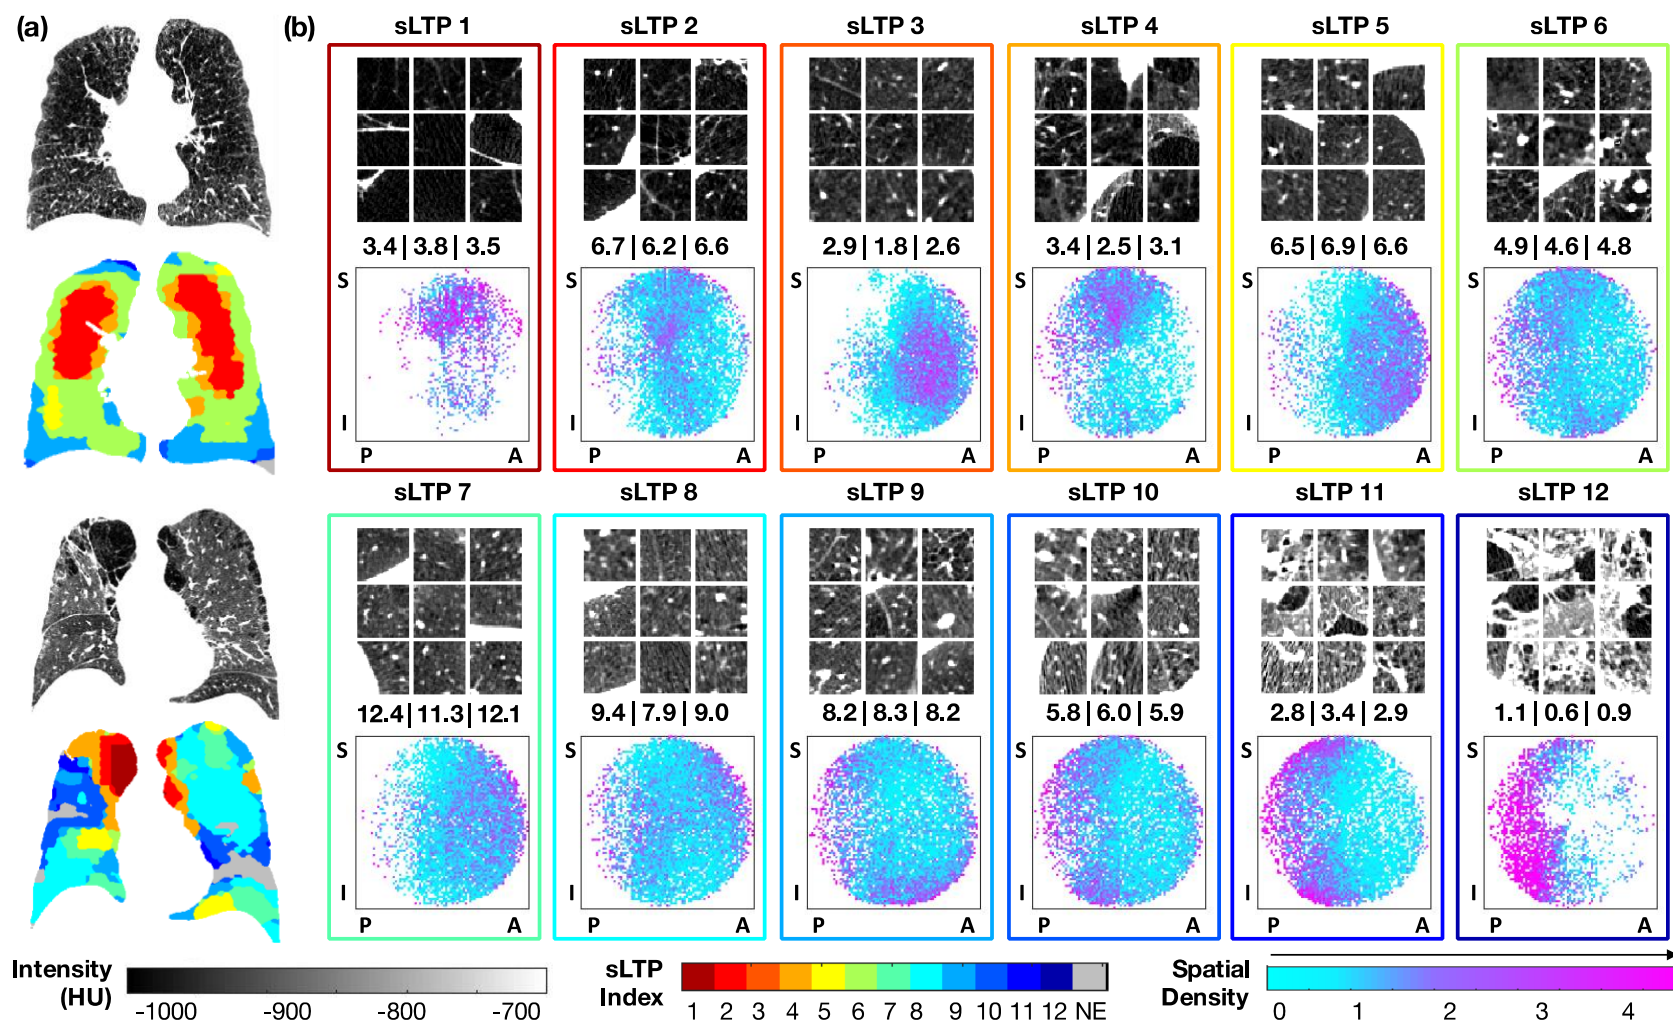 (a)
(b)
sLTP 1
sLTP 2
sLTP 3
sLTP 4
sLTP 5
sLTP 6
3.4 | 3.8 | 3.5
6.7 | 6.2 | 6.6
2.9 | 1.8 | 2.6
3.4 | 2.5 | 3.1
6.5 | 6.9 | 6.6
4.9 | 4.6 | 4.8
S
S
S
S
S
S
I
I
I
I
I
I
P A
P A
P A
P A
P A
P A
sLTP 7
sLTP 8
sLTP 9
sLTP 10
sLTP 11
sLTP 12
12.4 | 11.3 | 12.1
9.4 | 7.9 | 9.0
8.2 | 8.3 | 8.2
5.8 | 6.0 | 5.9
2.8 | 3.4 | 2.9
1.1 | 0.6 | 0.9
S
S
S
S
S
S
I
I
I
I
I
I
P A
P A
P A
P A
P A
P A
Intensity
(HU)
-1000 -900 -800 -700
sLTP
Index
1 2 3 4 5 6 7 8 9 10 11 12 NE
Spatial
Density
0 1 2 3 4